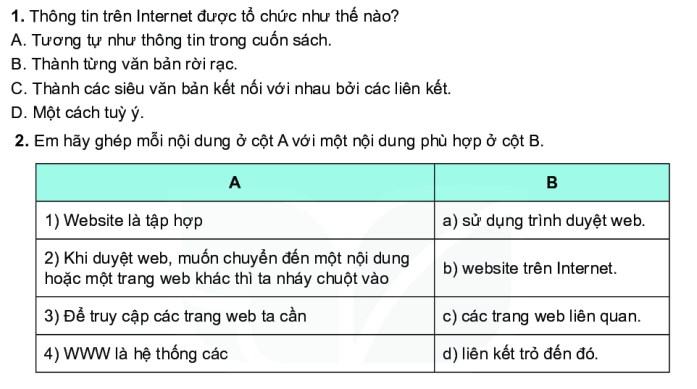 1. Thông tin trên Internet được tổ chức như thế nào?
A. Tương tự như thông tin trong cuốn sách.
B. Thành từng văn bản rời rạc.
C. Thành các siêu văn bản kết nối với nhau bởi các liên kết.
D. Một cách tuỳ ý.
2. Em hãy ghép mỗi nội dung ở cột A với một nội dung phù hợp ở cột B.
A
B
1) Website là tập hợp
a) sử dụng trình duyệt web.
2) Khi duyệt web, muốn chuyển đến một nội dung
hoặc một trang web khác thì ta nháy chuột vào
b) website trên Internet.
3) Để truy cập các trang web ta cần
c) các trang web liên quan.
4) WWW là hệ thống các
d) liên kết trỏ đến đó.